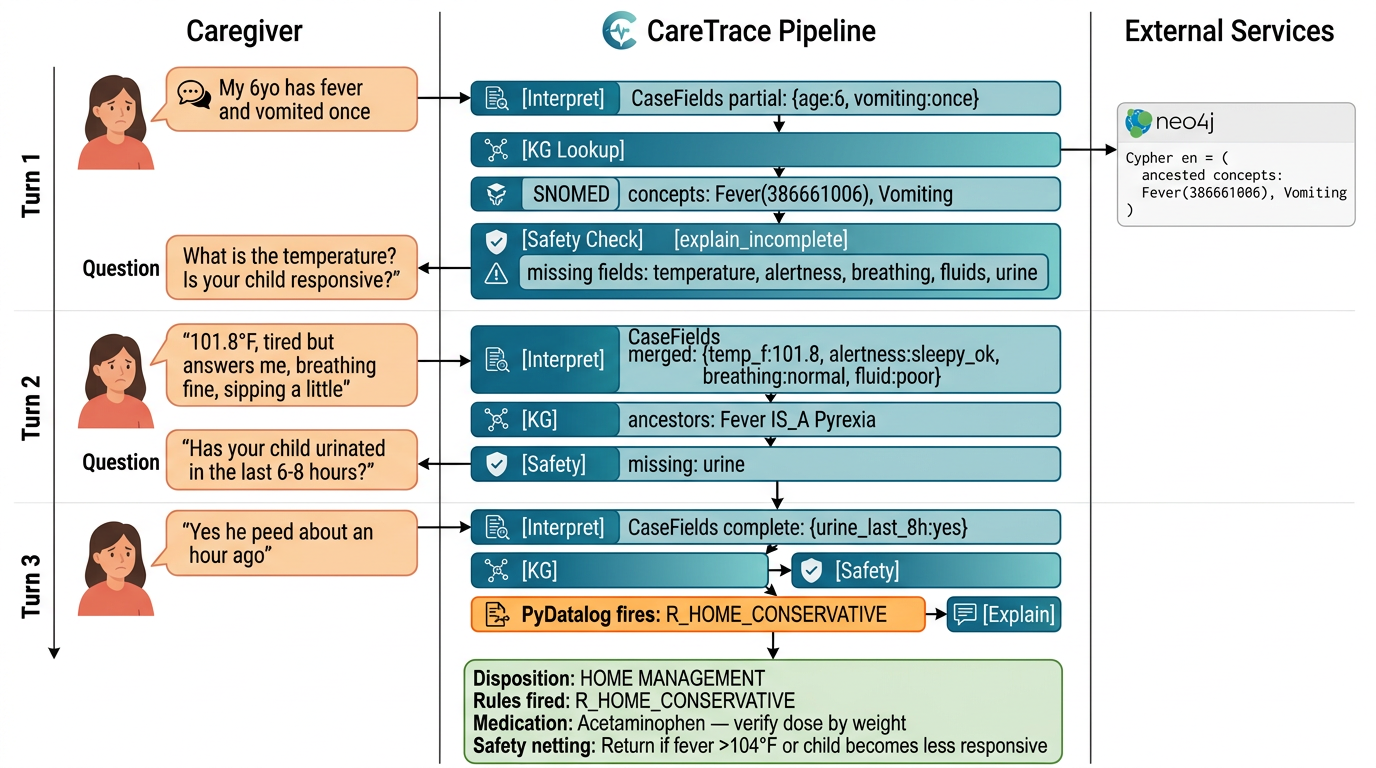 Caregiver
CareTrace Pipeline
External Services
Turn 1
My 6yo has fever
and vomited once
[Interpret] CaseFields partial: {age:6, vomiting:once}
[KG Lookup]
neo4j
Cypher en = (
ancested concepts:
Fever(386661006), Vomiting
)
SNOMED concepts: Fever(386661006), Vomiting
[Safety Check] [explain_incomplete]
missing fields: temperature, alertness, breathing, fluids, urine
Question
What is the temperature?
Is your child responsive?”
Turn 2
“101.8°F, tired but
answers me, breathing
fine, sipping a little”
[Interpret]
CaseFields
merged: {temp_f:101.8, alertness:sleepy_ok,
breathing:normal, fluid:poor}
[KG] ancestors: Fever IS_A Pyrexia
Question
“Has your child urinated
in the last 6-8 hours?”
[Safety] missing: urine
Turn 3
“Yes he peed about an
hour ago”
[Interpret] CaseFields complete: {urine_last_8h:yes}
[KG]
[Safety]
PyDatalog fires: R_HOME_CONSERVATIVE
[Explain]
Disposition: HOME MANAGEMENT
Rules fired: R_HOME_CONSERVATIVE
Medication: Acetaminophen — verify dose by weight
Safety netting: Return if fever >104°F or child becomes less responsive